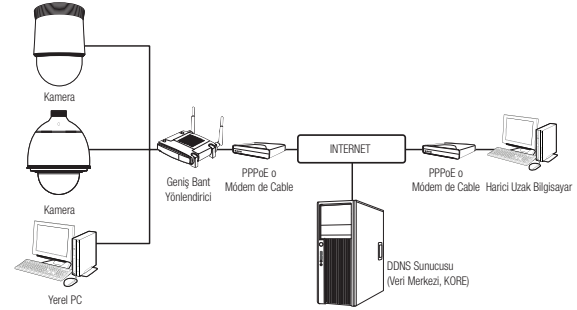 Kamera
Kamera
Yerel PC
Geniş Bant
Yönlendirici
PPPoE o
Módem de Cable
INTERNET
PPPoE o
Módem de Cable
Harici Uzak Bilgisayar
DDNS Sunucusu
(Veri Merkezi, KORE)